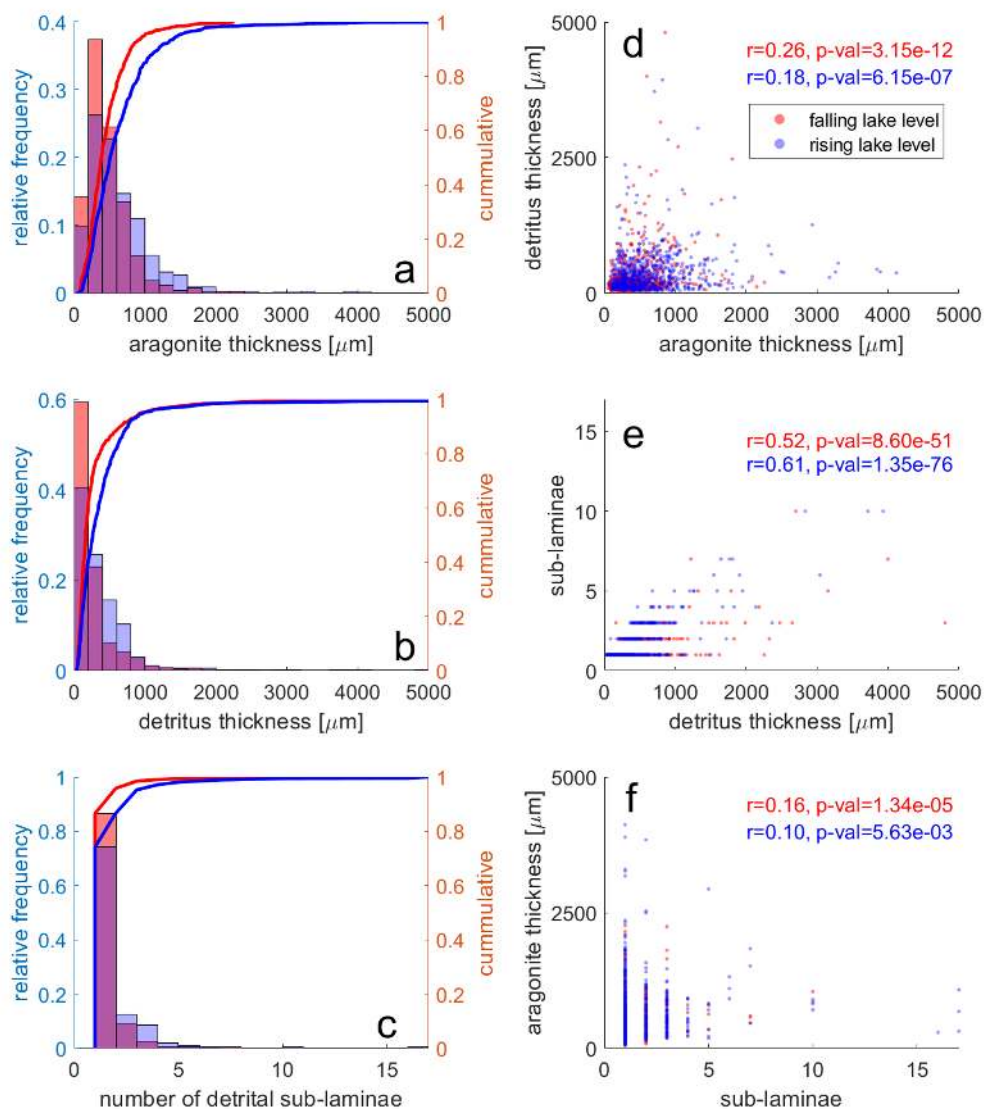 0.4
0.3
0.2
0.1
0
relative frequency
1
0.8
0.6
0.4
0.2
0
cummulative
a
0 1000 2000 3000 4000 5000
aragonite thickness [μm]
d
r=0.26, p-val=3.15e-12
r=0.18, p-val=6.15e-07
falling lake level
rising lake level
5000
2500
0
detritus thickness [μm]
0 1000 2000 3000 4000 5000
aragonite thickness [μm]
0.6
0.4
0.2
0
relative frequency
1
0.8
0.6
0.4
0.2
0
cummulative
b
0 1000 2000 3000 4000 5000
detritus thickness [μm]
e
r=0.52, p-val=8.60e-51
r=0.61, p-val=1.35e-76
15
10
5
0
sub-laminae
0 1000 2000 3000 4000 5000
detritus thickness [μm]
1
0.8
0.6
0.4
0.2
0
relative frequency
1
0.8
0.6
0.4
0.2
0
cummulative
c
0 5 10 15
number of detrital sub-laminae
f
r=0.16, p-val=1.34e-05
r=0.10, p-val=5.63e-03
5000
2500
0
aragonite thickness [μm]
0 5 10 15
sub-laminae